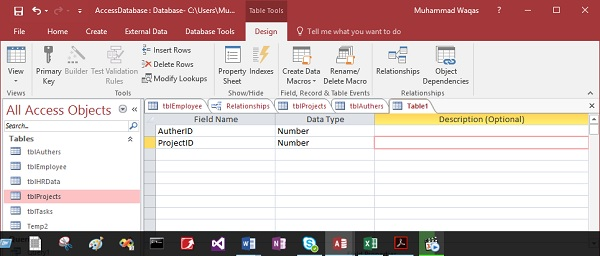 AccessDatabase : Database- C:\Users\Mu...
Table Tools
Muhammad Waqas
File
Home
Create
External Data
Database Tools
Design
Tell me what you want to do
Views
Primary Key
Builder
Test Validation Rules
Insert Rows
Delete Rows
Modify Lookups
Property Sheet
Indexes
Create Data Macros
Rename/ Delete Macro
Relationships
Object Dependencies
Views
Tools
Show/Hide
Field, Record & Table Events
Relationships
All Access Objects
Search...
Tables
tblAuthers
tblEmployee
tblHRData
tblProjects
tblTasks
Temp2
tblEmployee
Relationships
tblProjects
tblAuthers
Table1
Field Name
Data Type
Description (Optional)
AutherID
Number
ProjectID
Number